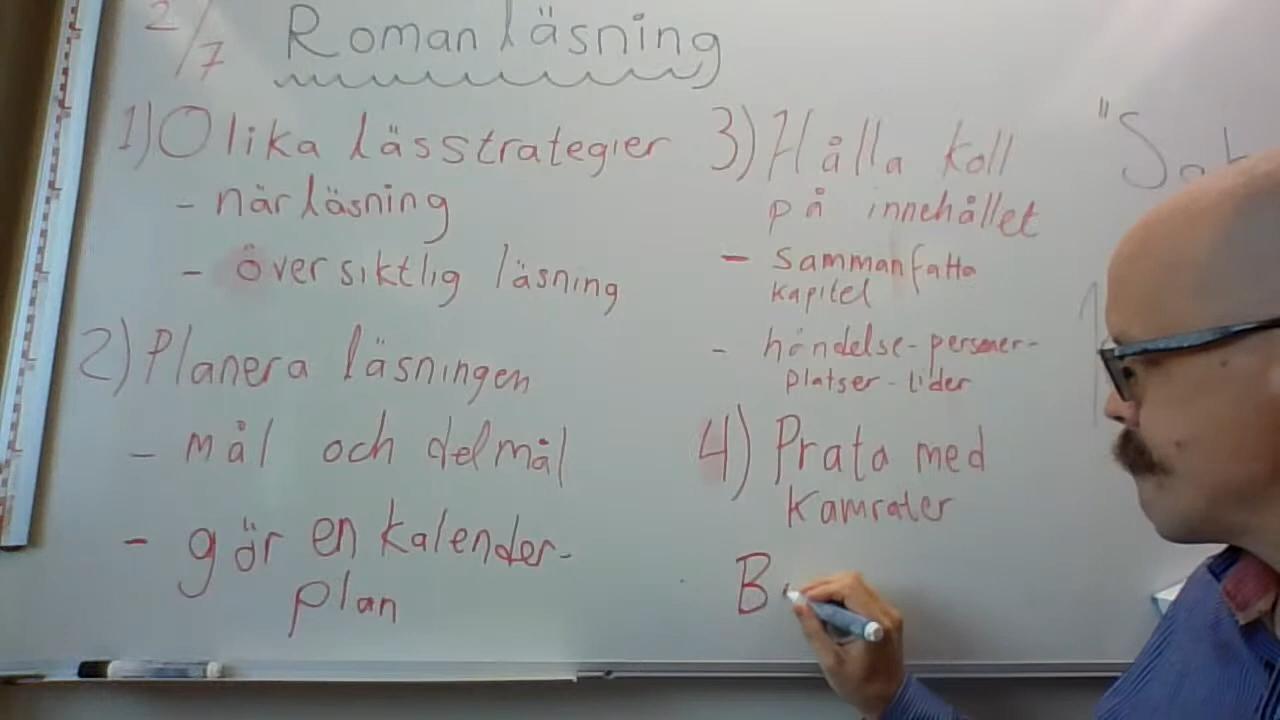 2/7 Romanläsning
1) Olika lässtrategier
- närläsning
- översiktlig läsning
2) Planera läsningen
- mål och delmål
- gör en kalender-
plan
3) Hålla koll
på innehållet
- sammanfatta
kapitel
- händelse-personer-
platser-tider
4) Prata med
kamrater
B